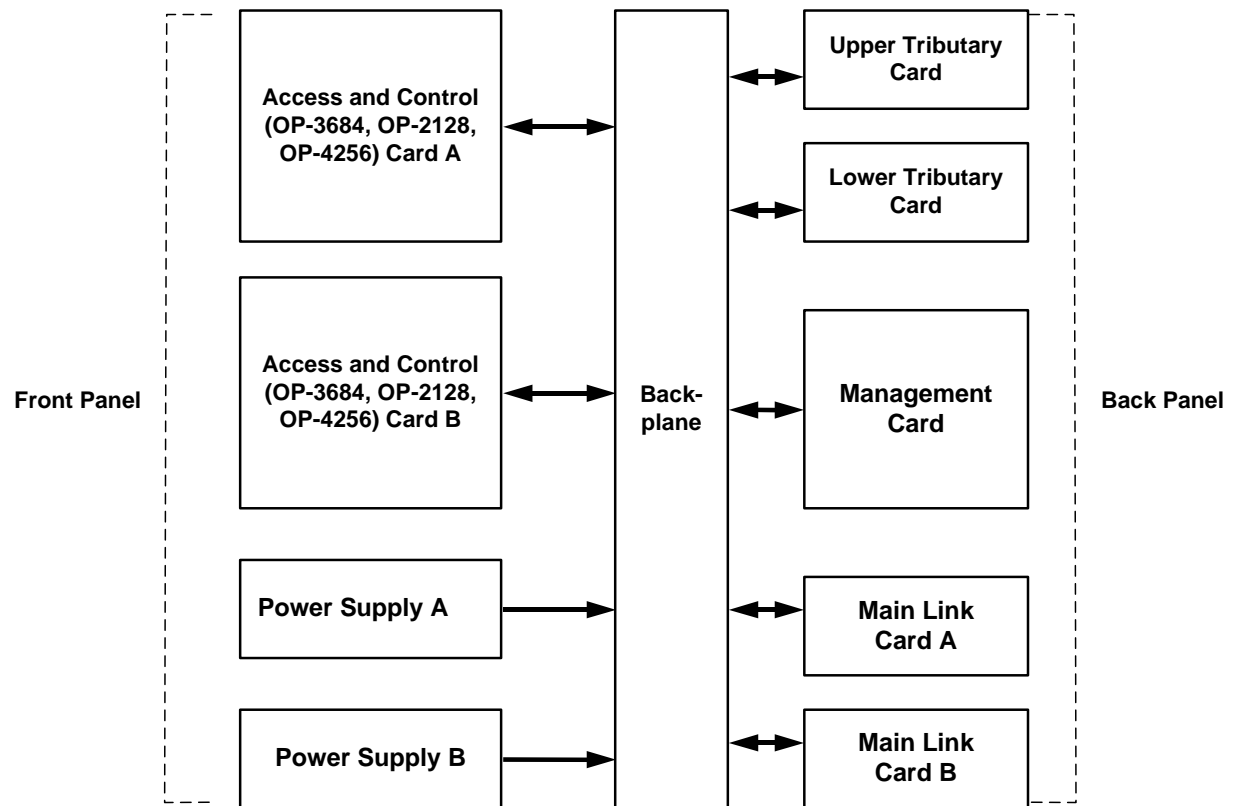 Front Panel
Access and Control
(OP-3684, OP-2128,
OP-4256) Card A
Access and Control
(OP-3684, OP-2128,
OP-4256) Card B
Power Supply A
Power Supply B
Back-
plane
Upper Tributary
Card
Lower Tributary
Card
Management
Card
Main Link
Card A
Main Link
Card B
Back Panel